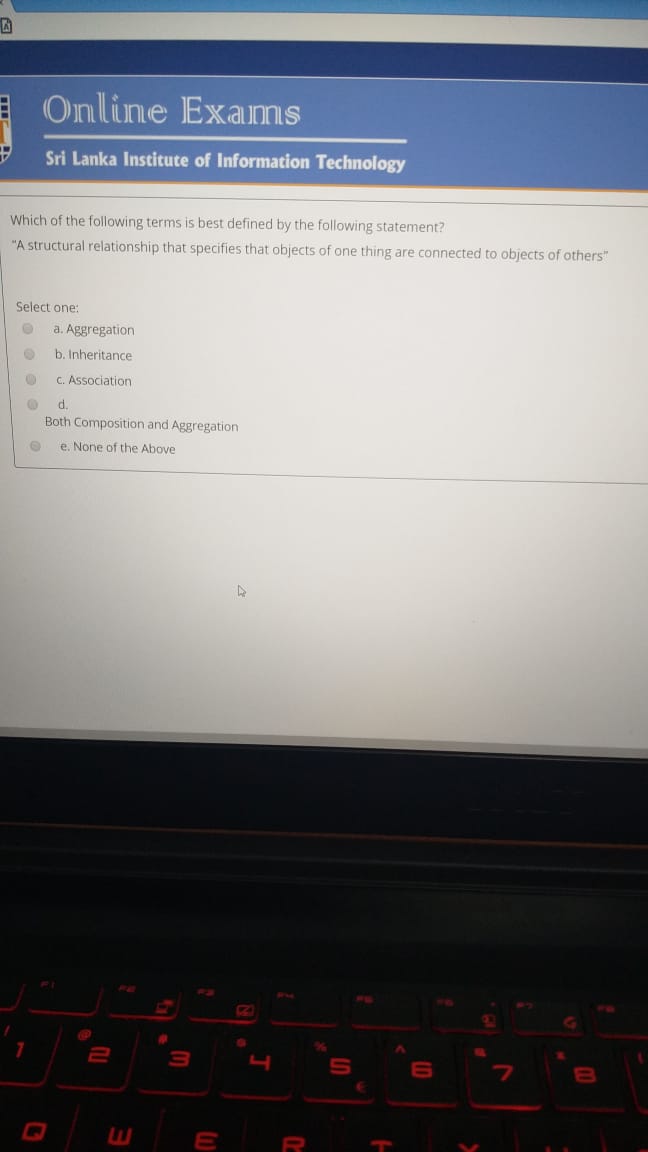 Online Exams
Sri Lanka Institute of Information Technology
Which of the following terms is best defined by the following statement?
"A structural relationship that specifies that objects of one thing are connected to objects of others"
Select one:
a. Aggregation
b. Inheritance
c. Association
d.
Both Composition and Aggregation
e. None of the Above
F1 F2 F3 F4 F5 F6 F7 F8
! @ # $ % ^ &
1 2 3 4 5 € 6 7 8
Q W E R T